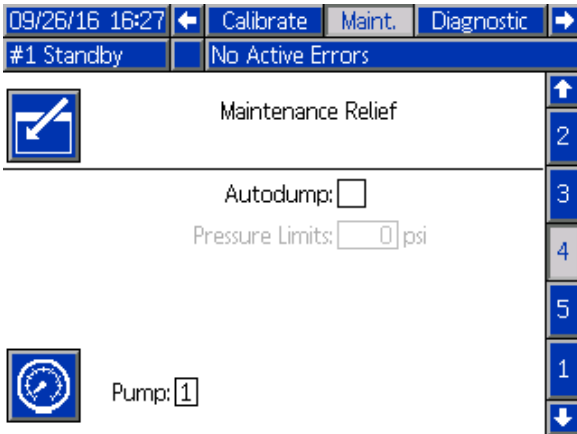 09/26/16 16:27 Calibrate Maint. Diagnostic
#1 Standby No Active Errors
Maintenance Relief
2
Autodump:
3
Pressure Limits: 0 psi
4
5
1
Pump: 1